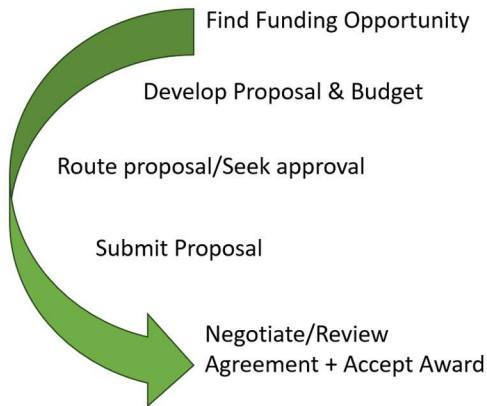 Find Funding Opportunity
Develop Proposal & Budget
Route proposal/Seek approval
Submit Proposal
Negotiate/Review
Agreement + Accept Award